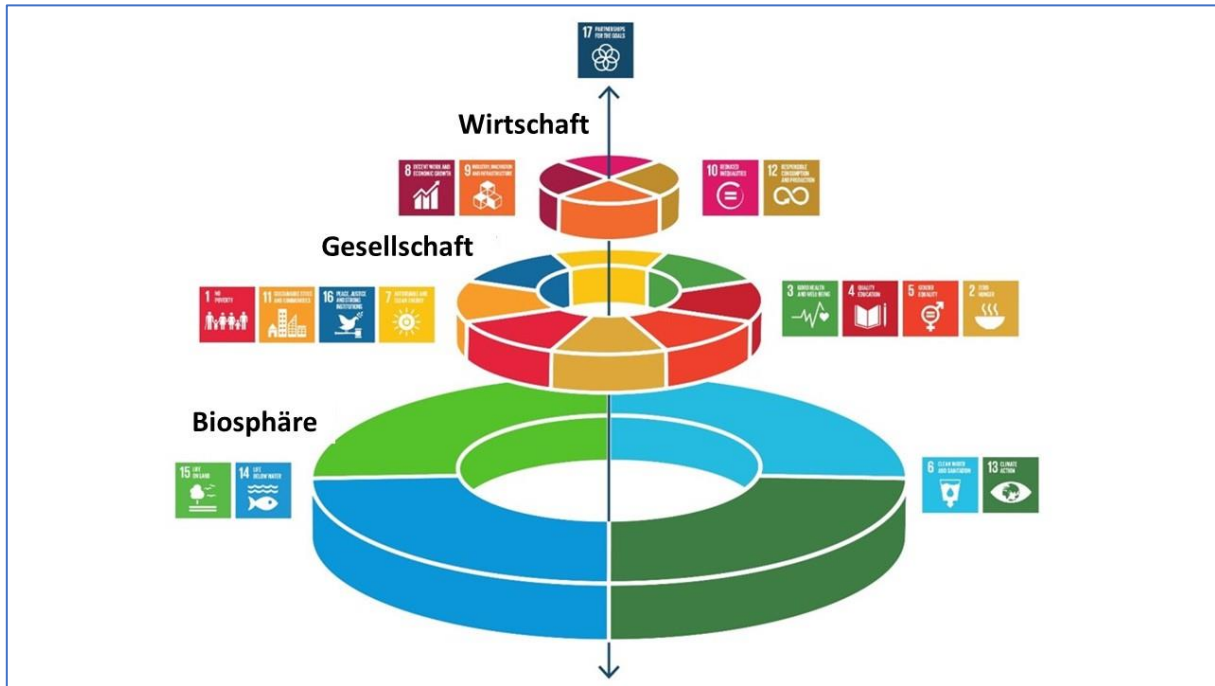 17 PARTNERSHIPS
FOR THE GOALS
Wirtschaft
8 DECENT WORK AND
ECONOMIC GROWTH
9 INDUSTRY, INNOVATION
AND INFRASTRUCTURE
10 REDUCED
INEQUALITIES
12 RESPONSIBLE
CONSUMPTION
AND PRODUCTION
Gesellschaft
1 NO
POVERTY
11 SUSTAINABLE CITIES
AND COMMUNITIES
16 PEACE, JUSTICE
AND STRONG
INSTITUTIONS
7 AFFORDABLE AND
CLEAN ENERGY
3 GOOD HEALTH
AND WELL-BEING
4 QUALITY
EDUCATION
5 GENDER
EQUALITY
2 ZERO
HUNGER
Biosphäre
15 LIFE
ON LAND
14 LIFE
BELOW WATER
6 CLEAN WATER
AND SANITATION
13 CLIMATE
ACTION